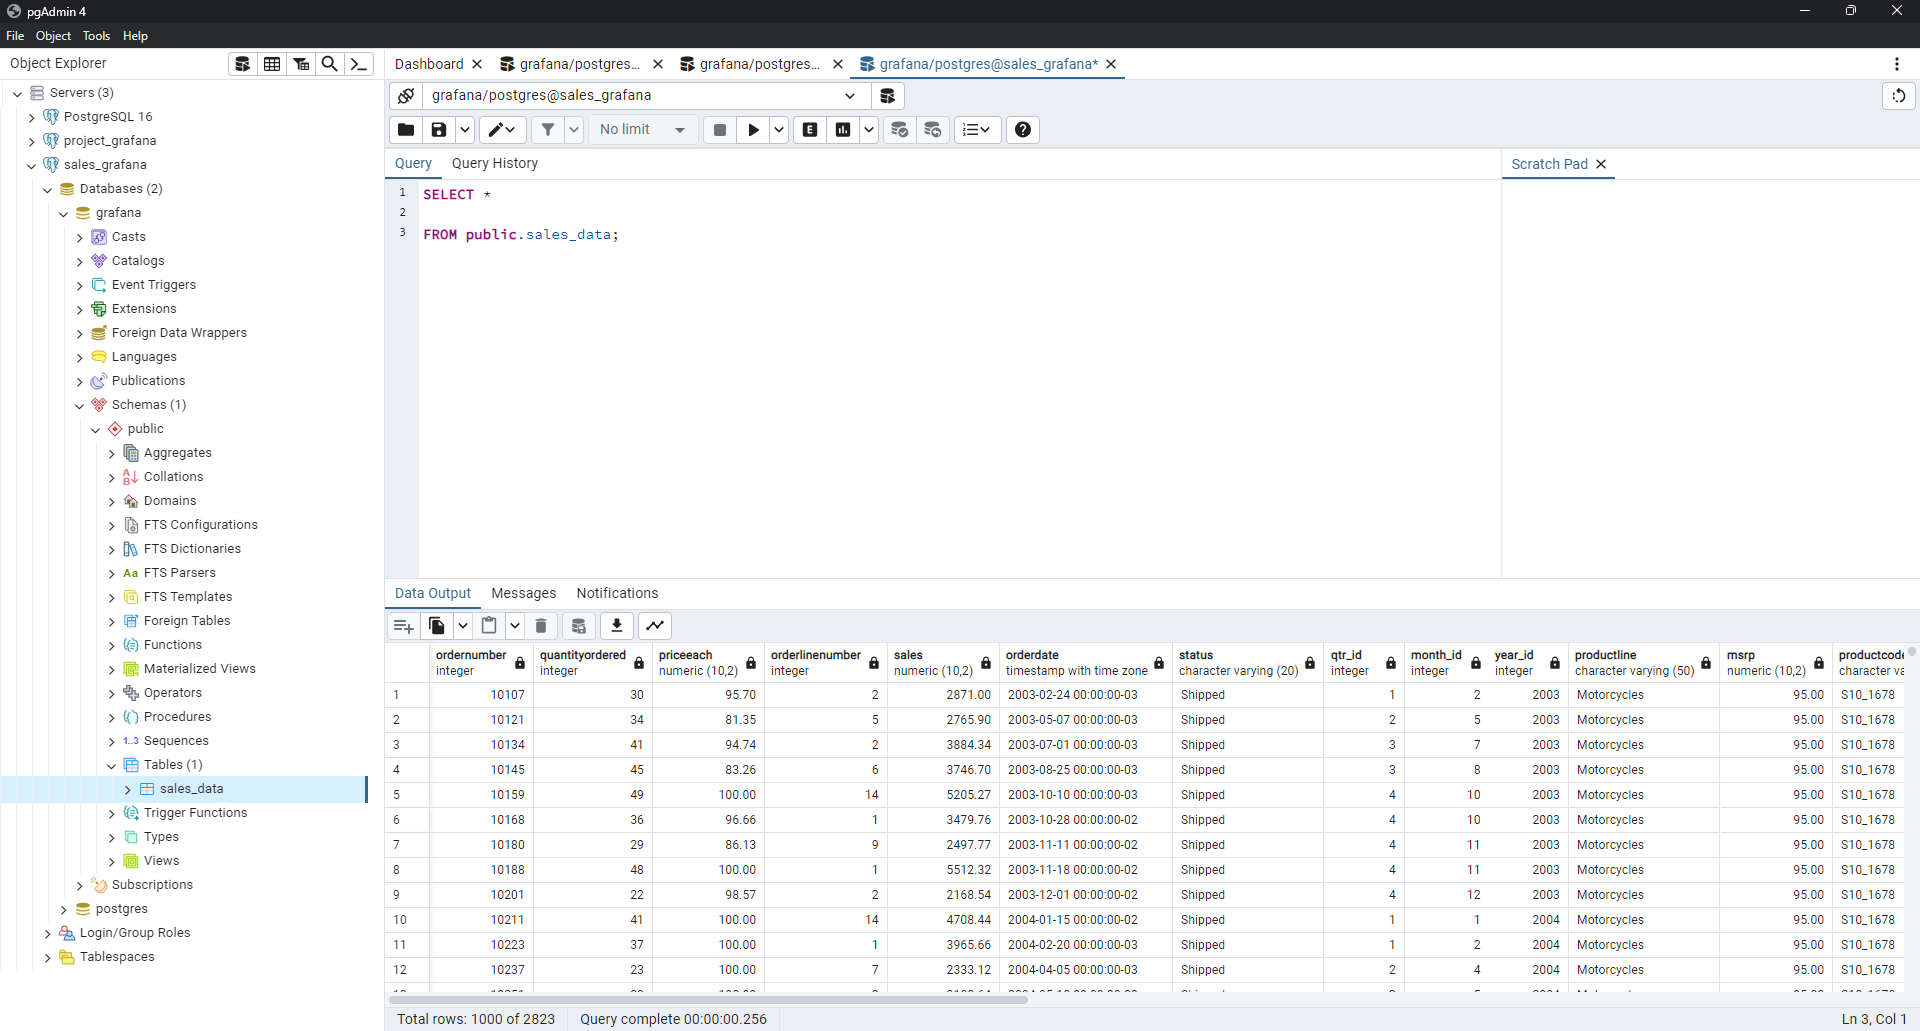 pgAdmin 4
File Object Tools Help
Object Explorer
Dashboard grafana/postgres... grafana/postgres... grafana/postgres@sales_grafana*
grafana/postgres@sales_grafana
No limit
Query Query History
Scratch Pad
1 SELECT *
2
3 FROM public.sales_data;
Servers (3)
PostgreSQL 16
project_grafana
sales_grafana
Databases (2)
grafana
Casts
Catalogs
Event Triggers
Extensions
Foreign Data Wrappers
Languages
Publications
Schemas (1)
public
Aggregates
Collations
Domains
FTS Configurations
FTS Dictionaries
Aa FTS Parsers
FTS Templates
Foreign Tables
Functions
Materialized Views
Operators
Procedures
1..3 Sequences
Tables (1)
sales_data
Trigger Functions
Types
Views
Subscriptions
postgres
Login/Group Roles
Tablespaces
Data Output Messages Notifications
ordernumber quantityordered priceeach orderlinenumber sales orderdate status qtr_id month_id year_id productline msrp productcode
integer integer numeric (10,2) integer numeric (10,2) timestamp with time zone character varying (20) integer integer integer character varying (50) numeric (10,2) character va
1 10107 30 95.70 2 2871.00 2003-02-24 00:00:00-03 Shipped 1 2 2003 Motorcycles 95.00 S10_1678
2 10121 34 81.35 5 2765.90 2003-05-07 00:00:00-03 Shipped 2 5 2003 Motorcycles 95.00 S10_1678
3 10134 41 94.74 2 3884.34 2003-07-01 00:00:00-03 Shipped 3 7 2003 Motorcycles 95.00 S10_1678
4 10145 45 83.26 6 3746.70 2003-08-25 00:00:00-03 Shipped 3 8 2003 Motorcycles 95.00 S10_1678
5 10159 49 100.00 14 5205.27 2003-10-10 00:00:00-03 Shipped 4 10 2003 Motorcycles 95.00 S10_1678
6 10168 36 96.66 1 3479.76 2003-10-28 00:00:00-02 Shipped 4 10 2003 Motorcycles 95.00 S10_1678
7 10180 29 86.13 9 2497.77 2003-11-11 00:00:00-02 Shipped 4 11 2003 Motorcycles 95.00 S10_1678
8 10188 48 100.00 1 5512.32 2003-11-18 00:00:00-02 Shipped 4 11 2003 Motorcycles 95.00 S10_1678
9 10201 22 98.57 2 2168.54 2003-12-01 00:00:00-02 Shipped 4 12 2003 Motorcycles 95.00 S10_1678
10 10211 41 100.00 14 4708.44 2004-01-15 00:00:00-02 Shipped 1 1 2004 Motorcycles 95.00 S10_1678
11 10223 37 100.00 1 3965.66 2004-02-20 00:00:00-03 Shipped 1 2 2004 Motorcycles 95.00 S10_1678
12 10237 23 100.00 7 2333.12 2004-04-05 00:00:00-03 Shipped 2 4 2004 Motorcycles 95.00 S10_1678
Total rows: 1000 of 2823 Query complete 00:00:00.256 Ln 3, Col 1